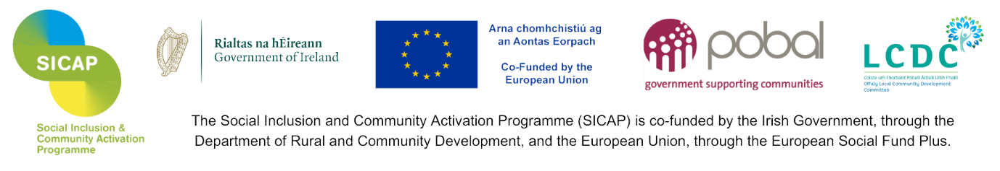 SICAP
Social Inclusion &
Community Activation
Programme
Rialtas na hÉireann
Government of Ireland
Arna chomhchistiú ag
an Aontas Eorpach
Co-Funded by the
European Union
pobal
government supporting communities
LCDC
Coiste um Fhorbairt Pobail Áitiúil Uíbh Fhailí
Offaly Local Community Development
Committee
The Social Inclusion and Community Activation Programme (SICAP) is co-funded by the Irish Government, through the
Department of Rural and Community Development, and the European Union, through the European Social Fund Plus.